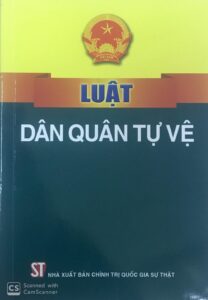 LUẬT
DÂN QUÂN TỰ VỆ
ST NHÀ XUẤT BẢN CHÍNH TRỊ QUỐC GIA SỰ THẬT
CS Scanned with
CamScanner